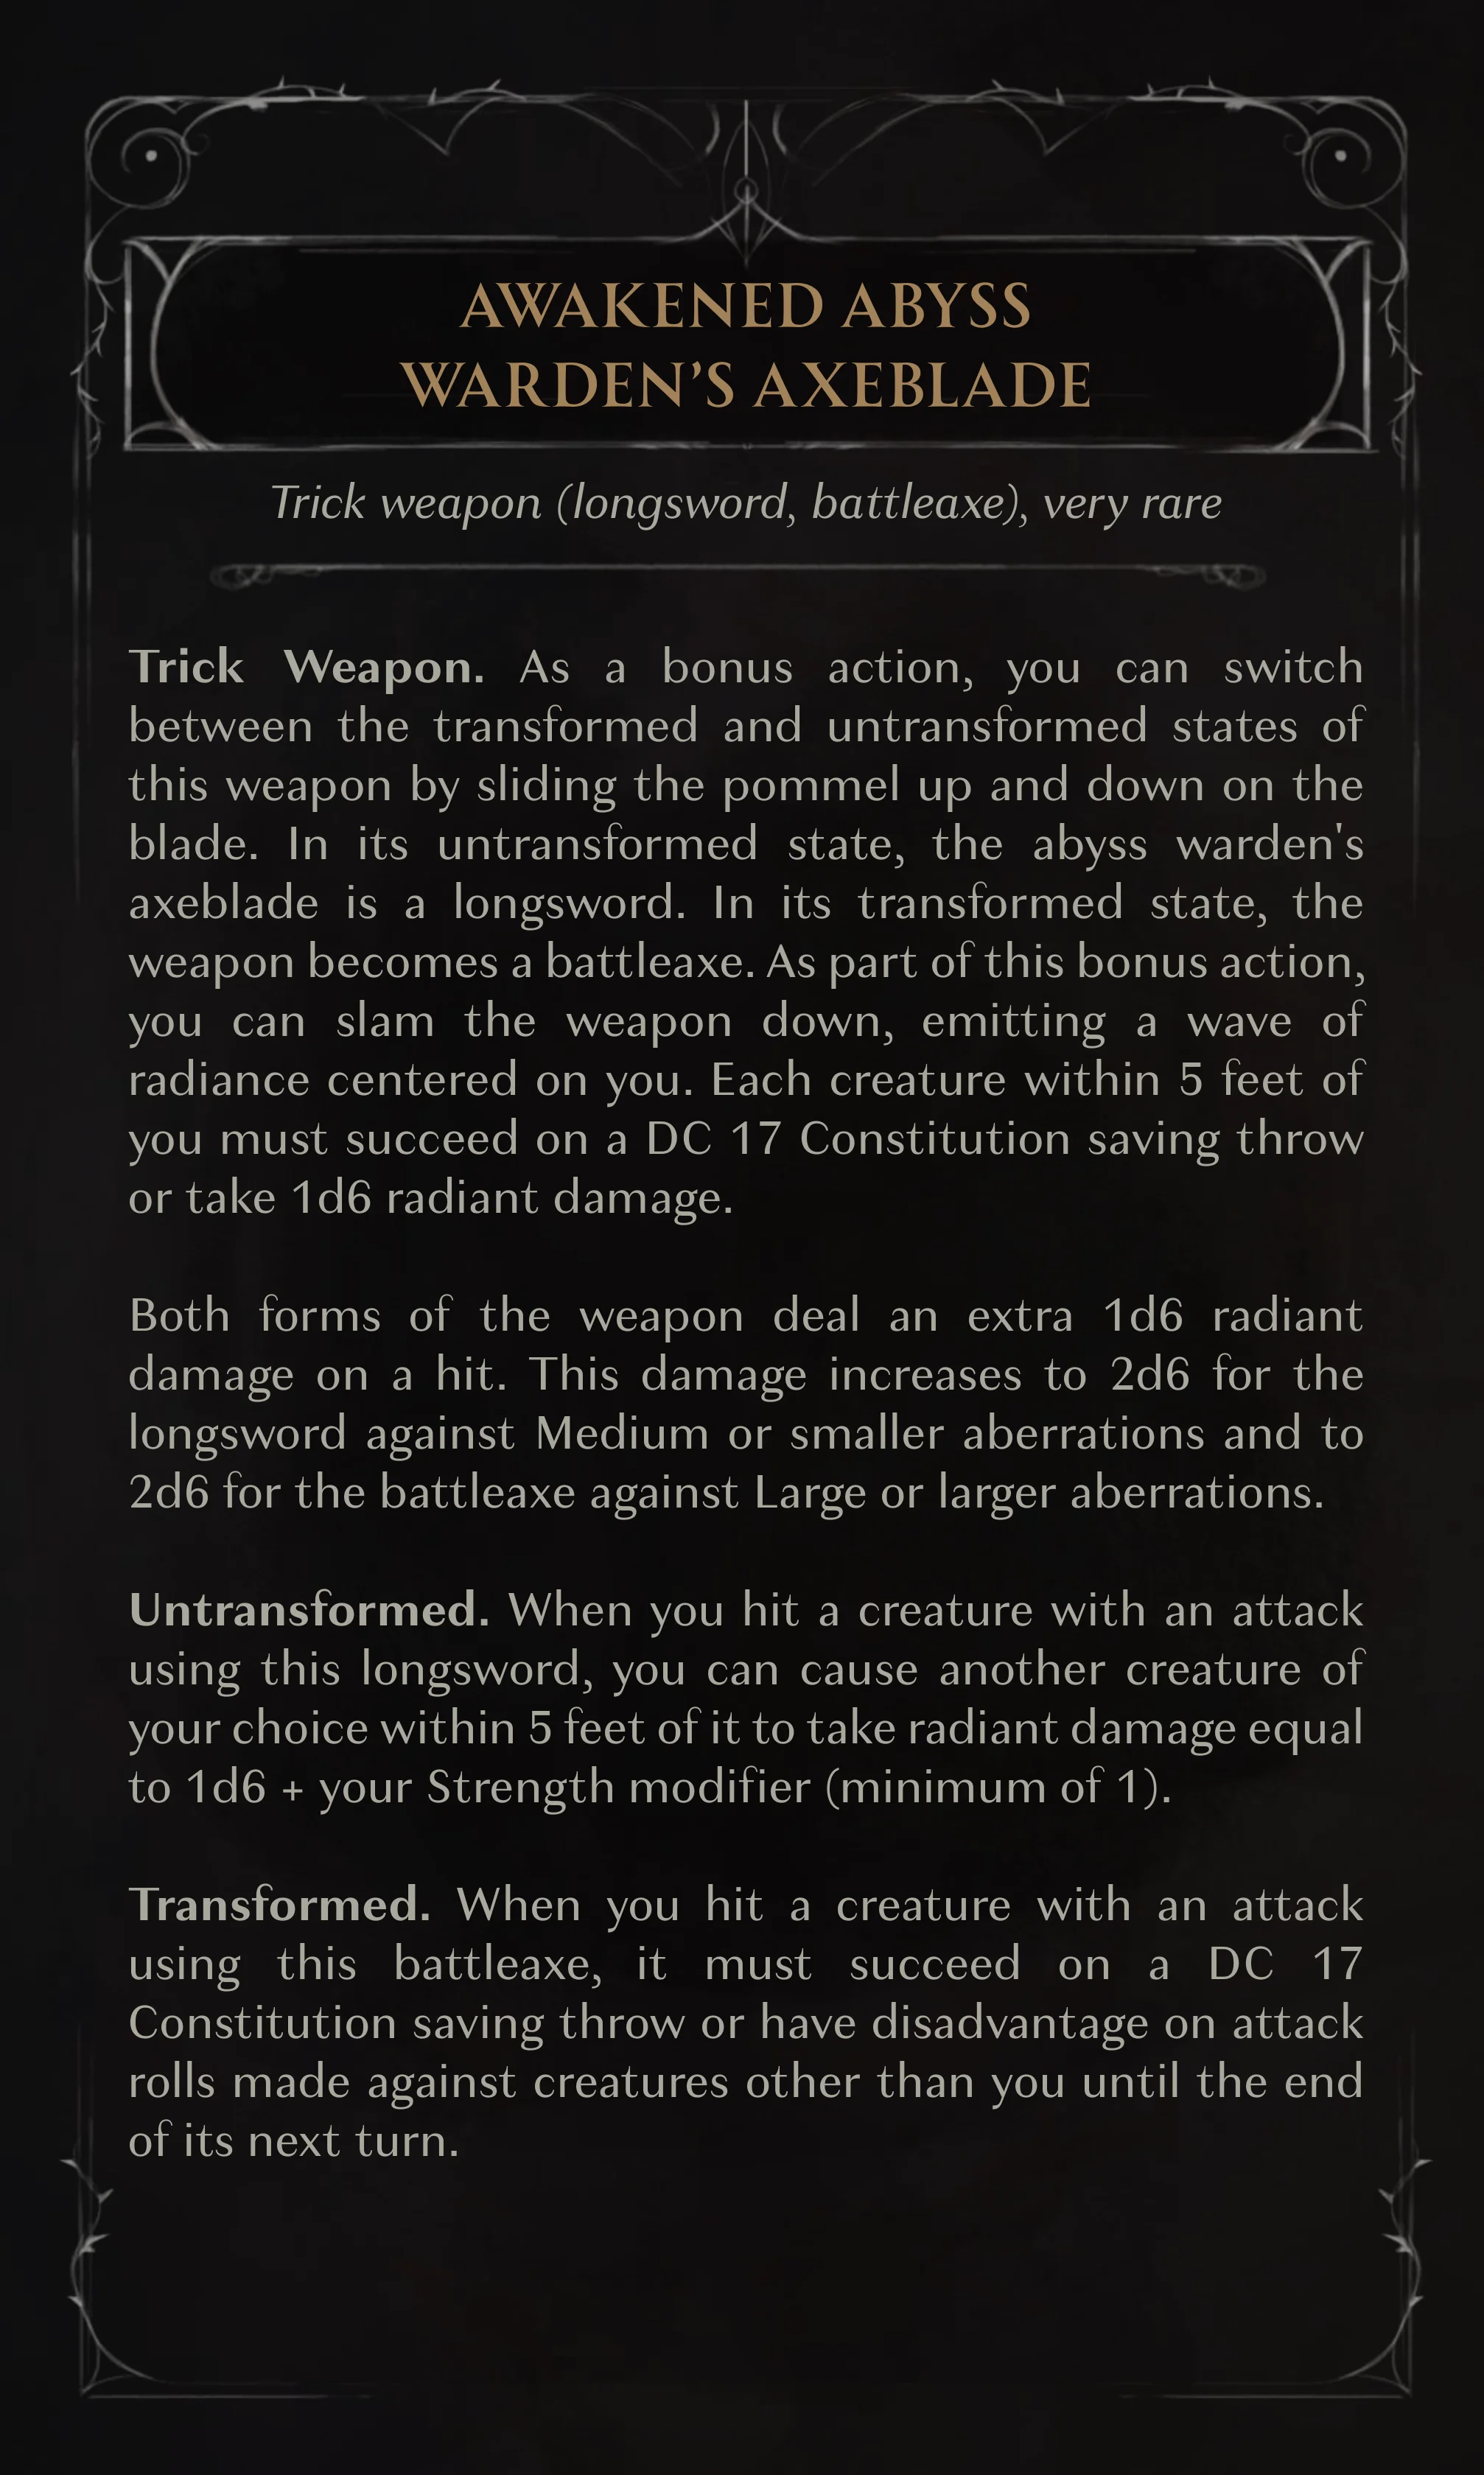 AWAKENED ABYSS
WARDEN’S AXEBLADE
Trick weapon (longsword, battleaxe), very rare
Trick Weapon. As a bonus action, you can switch
between the transformed and untransformed states of
this weapon by sliding the pommel up and down on the
blade. In its untransformed state, the abyss warden's
axeblade is a longsword. In its transformed state, the
weapon becomes a battleaxe. As part of this bonus action,
you can slam the weapon down, emitting a wave of
radiance centered on you. Each creature within 5 feet of
you must succeed on a DC 17 Constitution saving throw
or take 1d6 radiant damage.
Both forms of the weapon deal an extra 1d6 radiant
damage on a hit. This damage increases to 2d6 for the
longsword against Medium or smaller aberrations and to
2d6 for the battleaxe against Large or larger aberrations.
Untransformed. When you hit a creature with an attack
using this longsword, you can cause another creature of
your choice within 5 feet of it to take radiant damage equal
to 1d6 + your Strength modifier (minimum of 1).
Transformed. When you hit a creature with an attack
using this battleaxe, it must succeed on a DC 17
Constitution saving throw or have disadvantage on attack
rolls made against creatures other than you until the end
of its next turn.